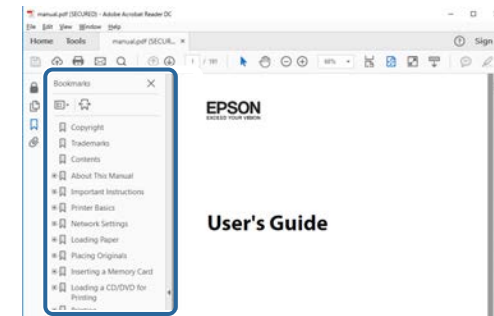 manual.pdf (SECURED) - Adobe Acrobat Reader DC
File Edit View Window Help
Home Tools manual.pdf (SECUR... × Sign
1 / 191
Bookmarks
Copyright
Trademarks
Contents
About This Manual
Important Instructions
Printer Basics
Network Settings
Loading Paper
Placing Originals
Inserting a Memory Card
Loading a CD/DVD for
Printing
EPSON
EXCEED YOUR VISION
User's Guide